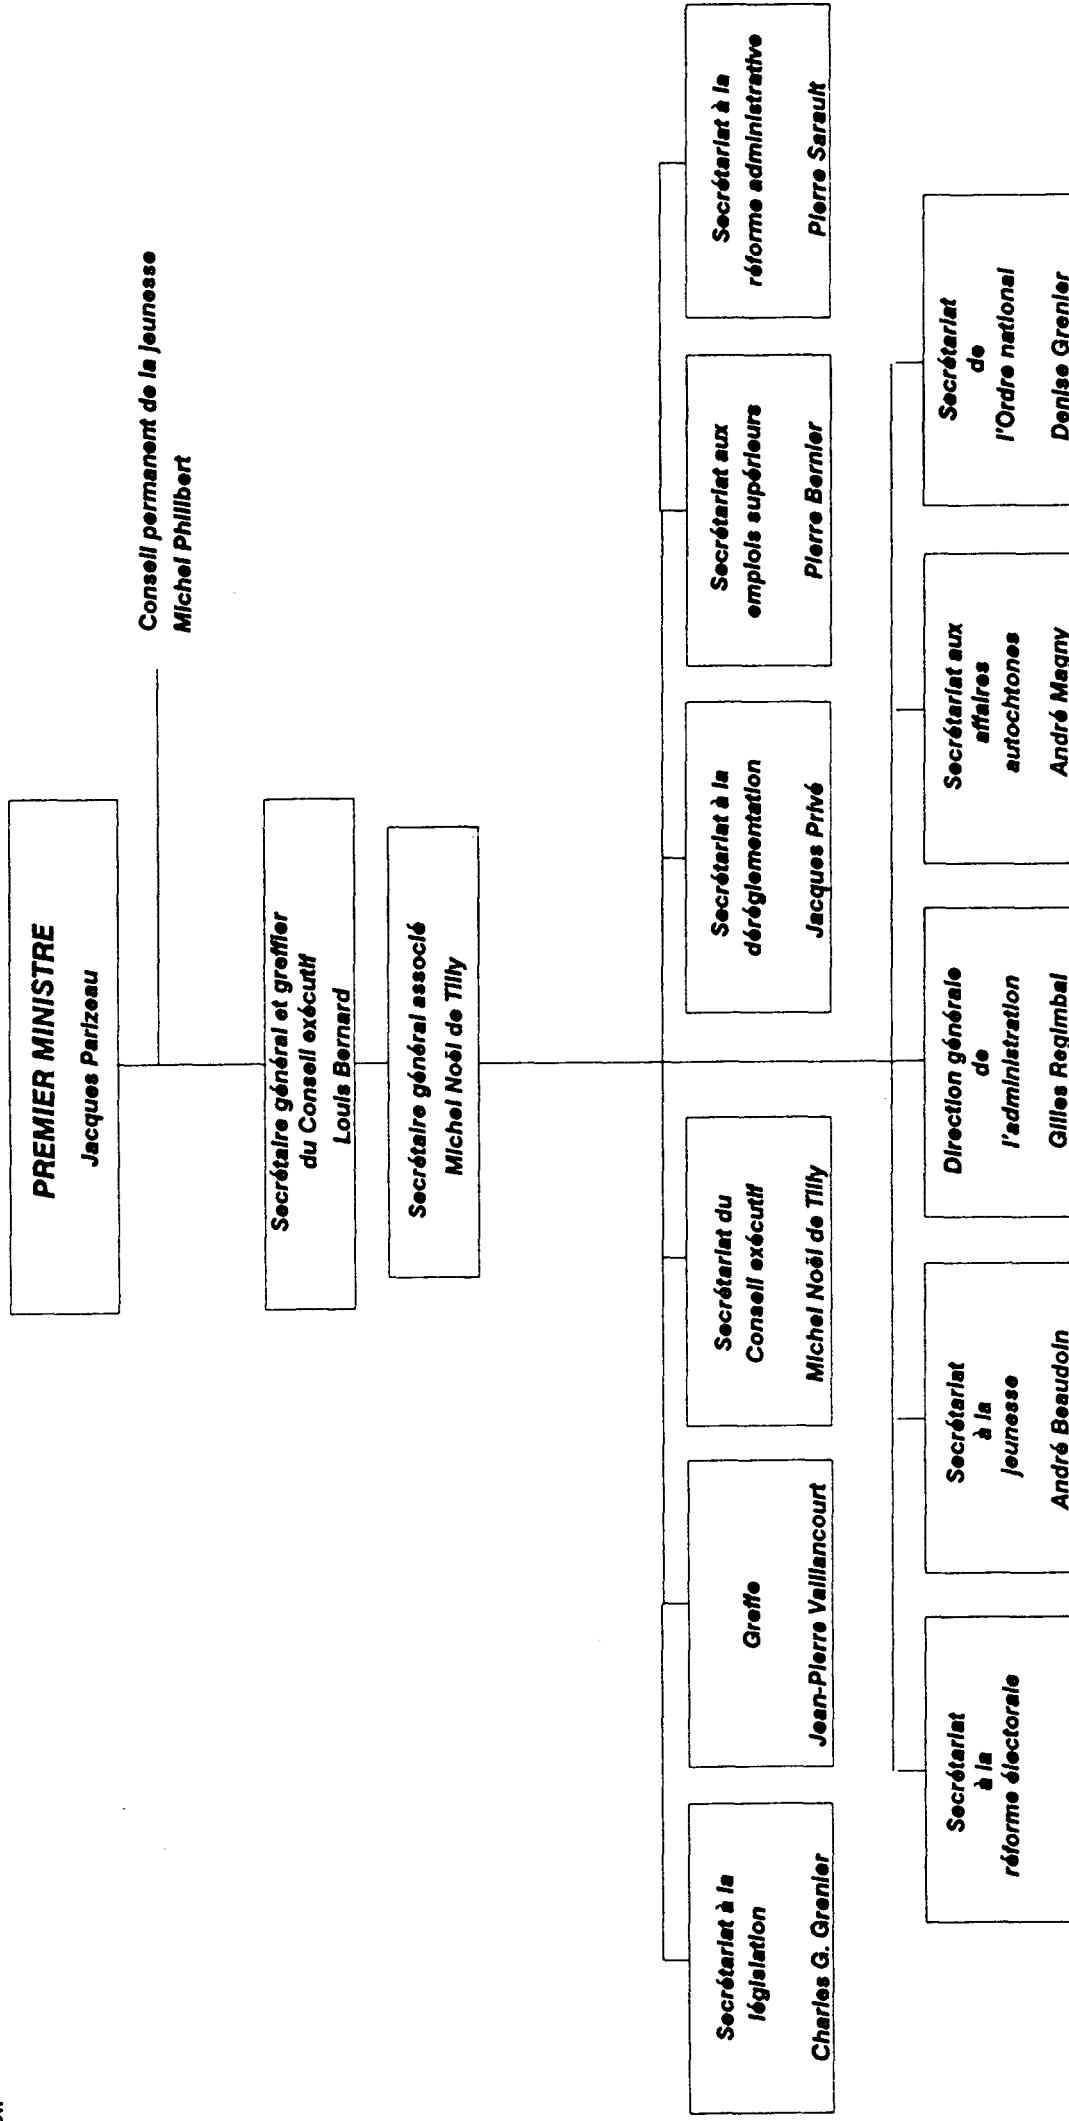 PREMIER MINISTRE
Jacques Parizeau
Conseil permanent de la jeunesse
Michel Philibert
Secrétaire général et greffier
du Conseil exécutif
Louis Bernard
Secrétaire général associé
Michel Noël de Tilly
Secrétariat à la
législation
Charles G. Grenier
Greffe
Jean-Pierre Vaillancourt
Secrétariat du
Conseil exécutif
Michel Noël de Tilly
Secrétariat à la
déréglementation
Jacques Privé
Secrétariat aux
emplois supérieurs
Pierre Bernier
Secrétariat à la
réforme administrative
Pierre Sarault
Secrétariat
à la
réforme électorale
Secrétariat
à la
jeunesse
André Beaudoin
Direction générale
de
l'administration
Gilles Regimbal
Secrétariat aux
affaires
autochtones
André Magny
Secrétariat
de
l'Ordre national
Denise Grenier